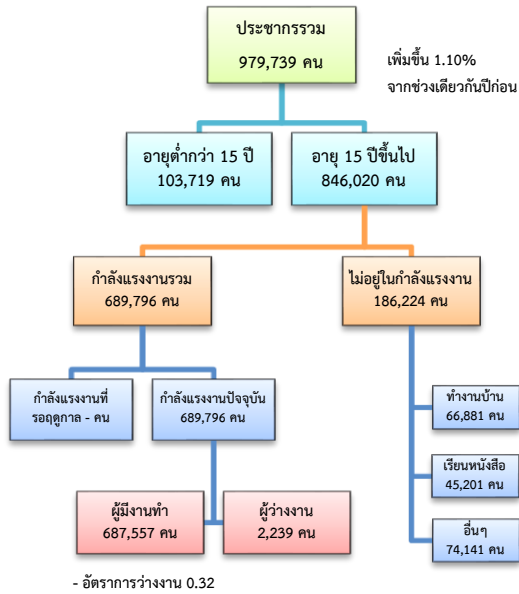 ประชากรรวม
979,739 คน
เพิ่มขึ้น 1.10%
จากช่วงเดียวกันปีก่อน
อายุต่ำกว่า 15 ปี
103,719 คน
อายุ 15 ปีขึ้นไป
846,020 คน
กำลังแรงงานรวม
689,796 คน
ไม่อยู่ในกำลังแรงงาน
186,224 คน
กำลังแรงงานที่
รอฤดูกาล - คน
กำลังแรงงานปัจจุบัน
689,796 คน
ทำงานบ้าน
66,881 คน
เรียนหนังสือ
45,201 คน
อื่นๆ
74,141 คน
ผู้มีงานทำ
687,557 คน
ผู้ว่างงาน
2,239 คน
- อัตราการว่างงาน 0.32